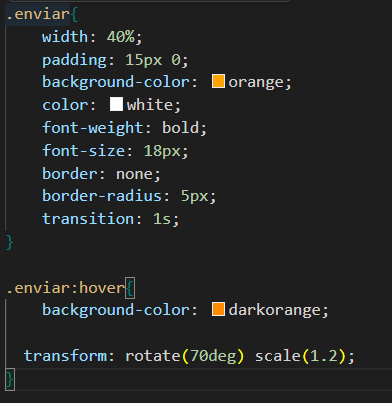 .enviar{
width: 40%;
padding: 15px 0;
background-color: orange;
color: white;
font-weight: bold;
font-size: 18px;
border: none;
border-radius: 5px;
transition: 1s;
}
.enviar:hover{
background-color: darkorange;
transform: rotate(70deg) scale(1.2);
}